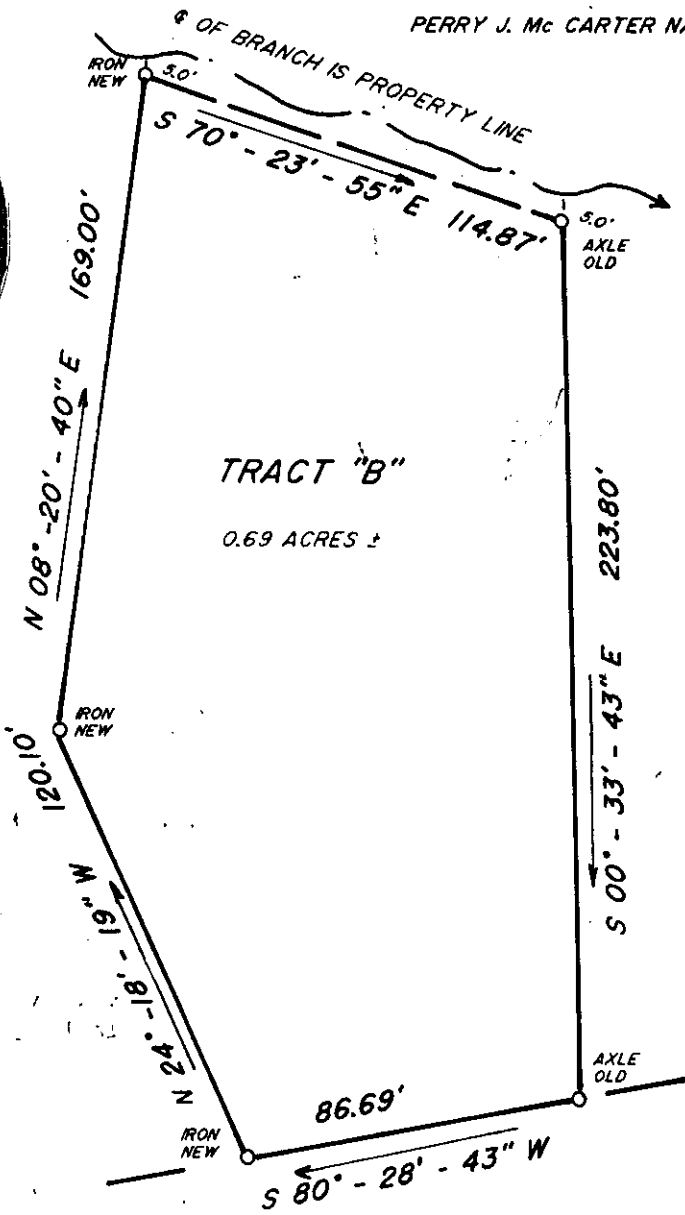 PERRY J. Mc CARTER
℄ OF BRANCH IS PROPERTY LINE
IRON
NEW
5.0'
S 70° - 23' - 55" E 114.87'
5.0'
AXLE
OLD
N 08° -20' - 40" E 169.00'
TRACT "B"
0.69 ACRES ±
S 00° - 33' - 43" E 223.80'
IRON
NEW
120.10'
N 24° -18' - 19" W
AXLE
OLD
86.69'
IRON
NEW
S 80° - 28' - 43" W